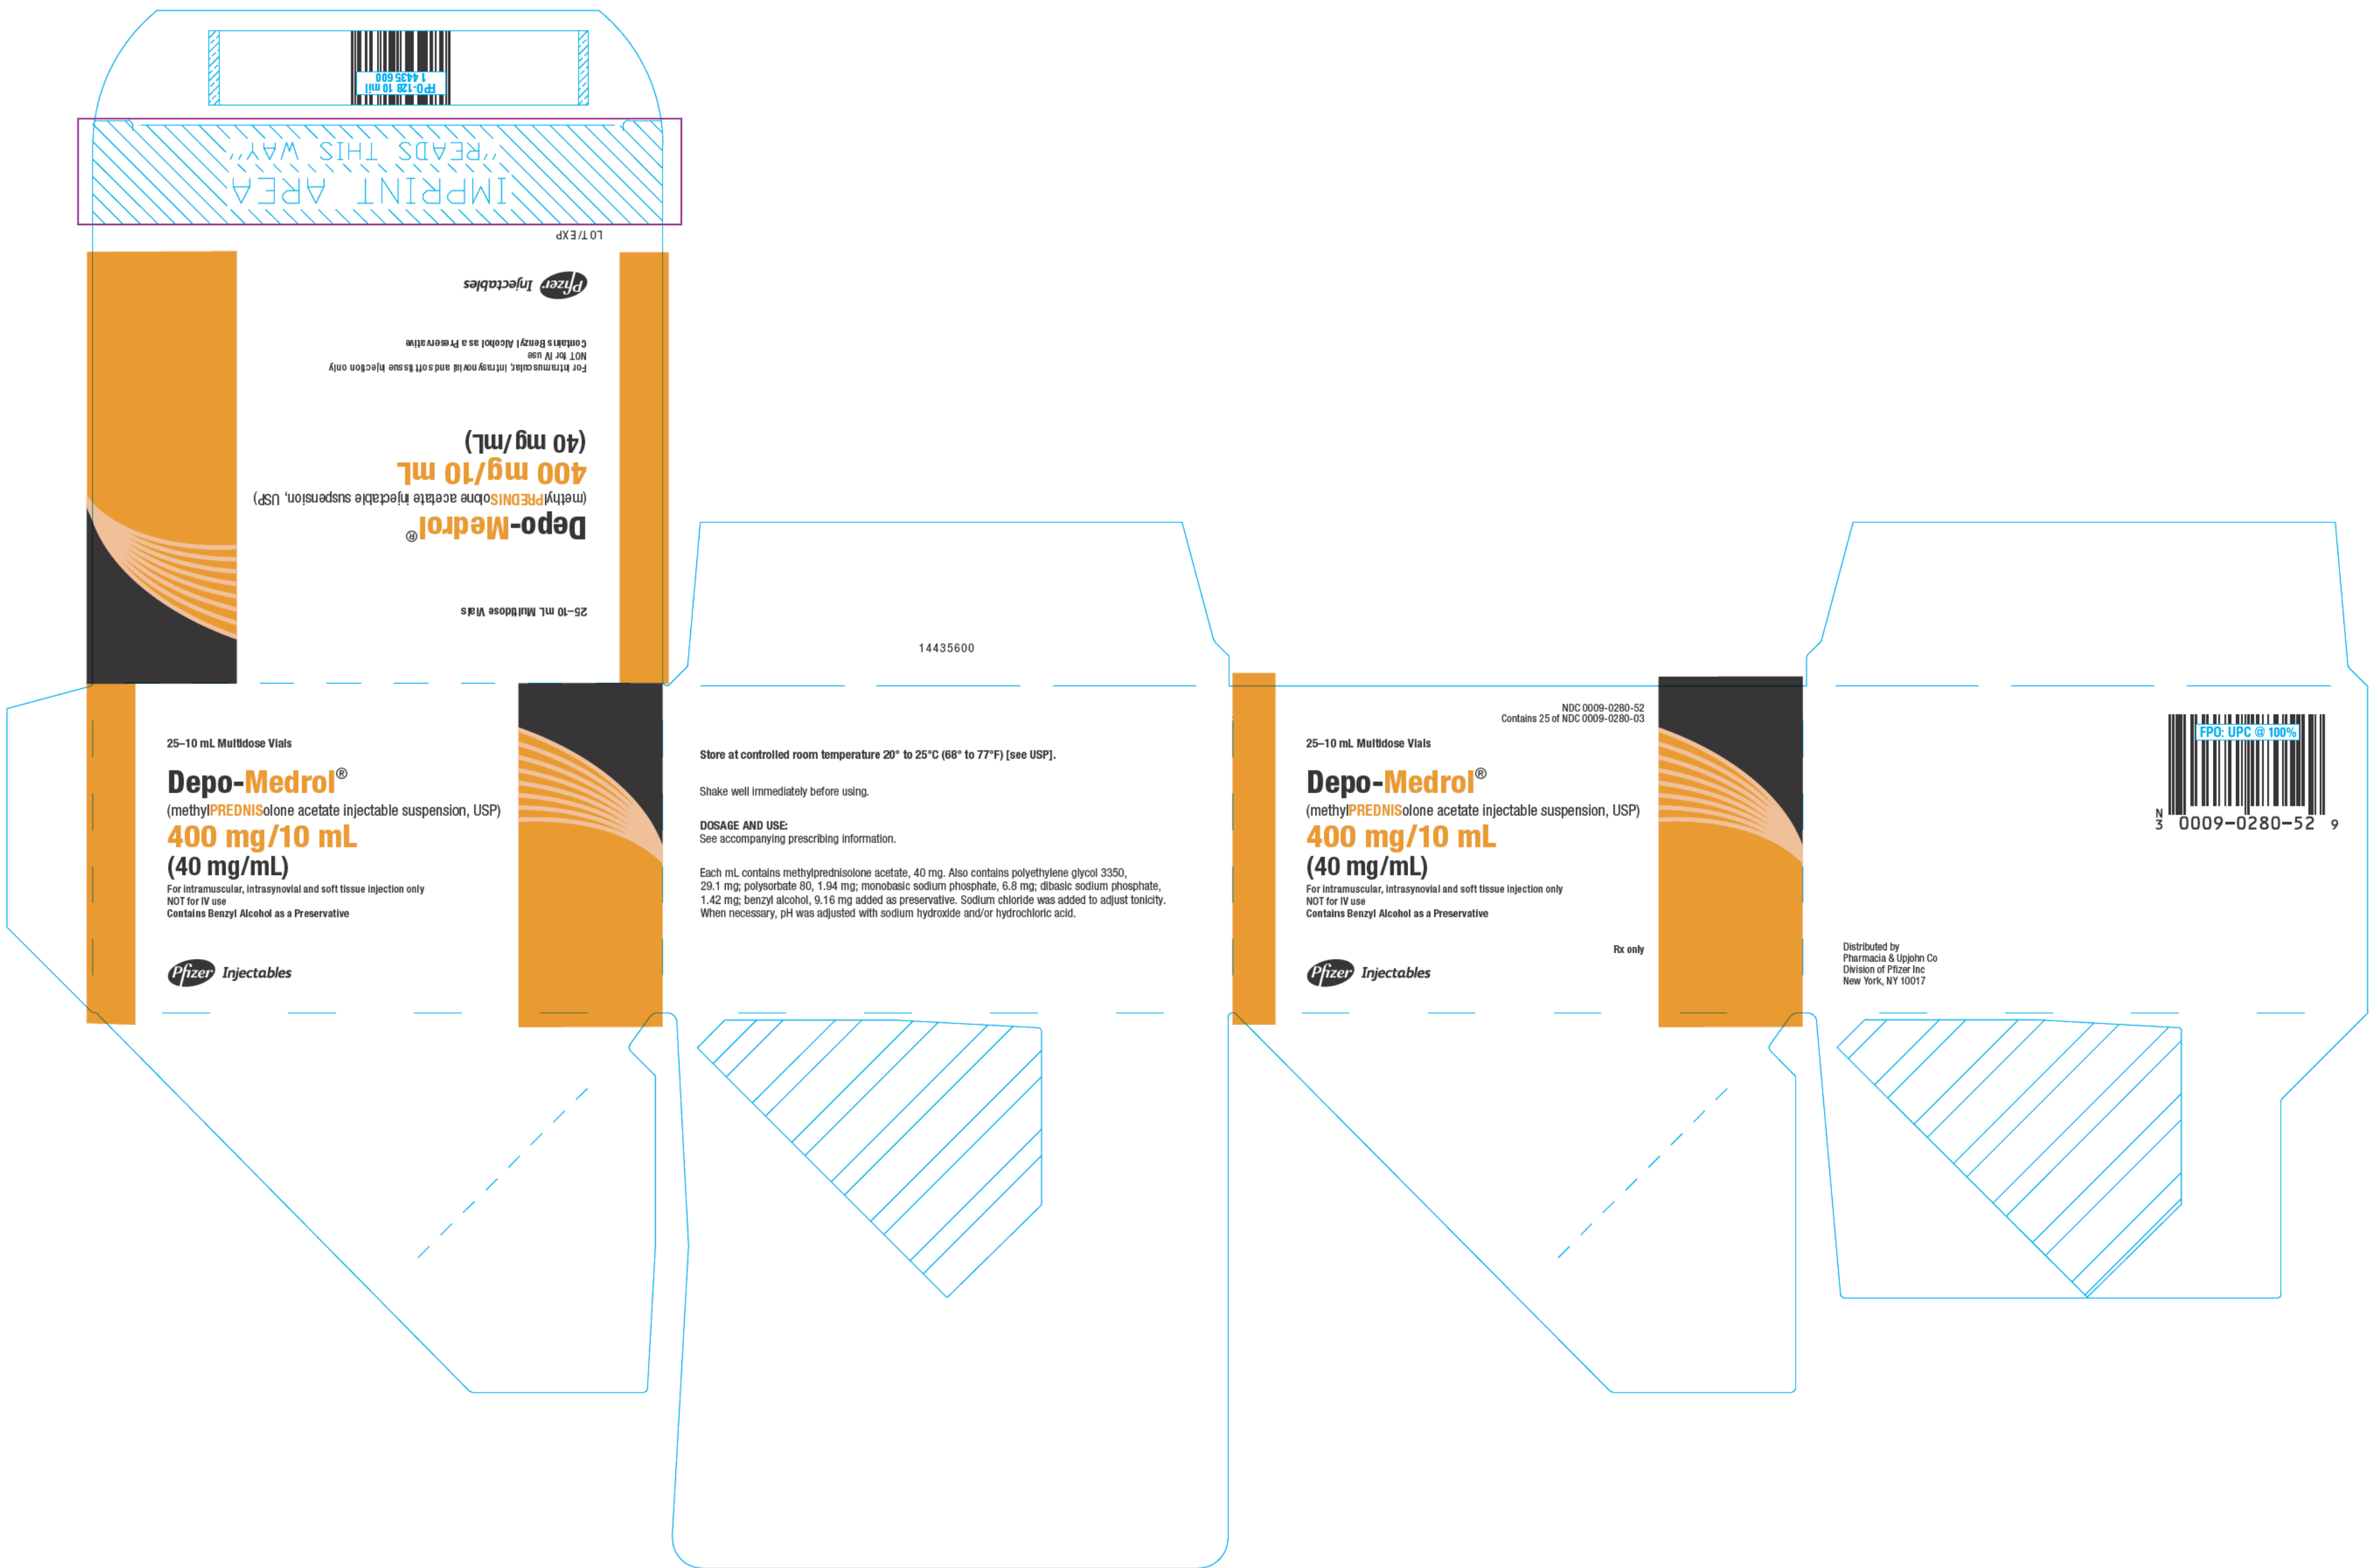 FPO-128 10 mil
1 4435 600
IMPRINT AREA
"READS THIS WAY"
LOT/EXP
25–10 mL Multidose Vials
Depo-Medrol®
(methylPREDNISolone acetate injectable suspension, USP)
400 mg/10 mL
(40 mg/mL)
For intramuscular, intrasynovial and soft tissue injection only
NOT for IV use
Contains Benzyl Alcohol as a Preservative
Pfizer Injectables
25–10 mL Multidose Vials
Depo-Medrol®
(methylPREDNISolone acetate injectable suspension, USP)
400 mg/10 mL
(40 mg/mL)
For intramuscular, intrasynovial and soft tissue injection only
NOT for IV use
Contains Benzyl Alcohol as a Preservative
Pfizer Injectables
14435600
Store at controlled room temperature 20° to 25°C (68° to 77°F) [see USP].
Shake well immediately before using.
DOSAGE AND USE:
See accompanying prescribing information.
Each mL contains methylprednisolone acetate, 40 mg. Also contains polyethylene glycol 3350,
29.1 mg; polysorbate 80, 1.94 mg; monobasic sodium phosphate, 6.8 mg; dibasic sodium phosphate,
1.42 mg; benzyl alcohol, 9.16 mg added as preservative. Sodium chloride was added to adjust tonicity.
When necessary, pH was adjusted with sodium hydroxide and/or hydrochloric acid.
NDC 0009-0280-52
Contains 25 of NDC 0009-0280-03
25–10 mL Multidose Vials
Depo-Medrol®
(methylPREDNISolone acetate injectable suspension, USP)
400 mg/10 mL
(40 mg/mL)
For intramuscular, intrasynovial and soft tissue injection only
NOT for IV use
Contains Benzyl Alcohol as a Preservative
Rx only
Pfizer Injectables
FPO: UPC @ 100%
N
3 0009-0280-52 9
Distributed by
Pharmacia & Upjohn Co
Division of Pfizer Inc
New York, NY 10017